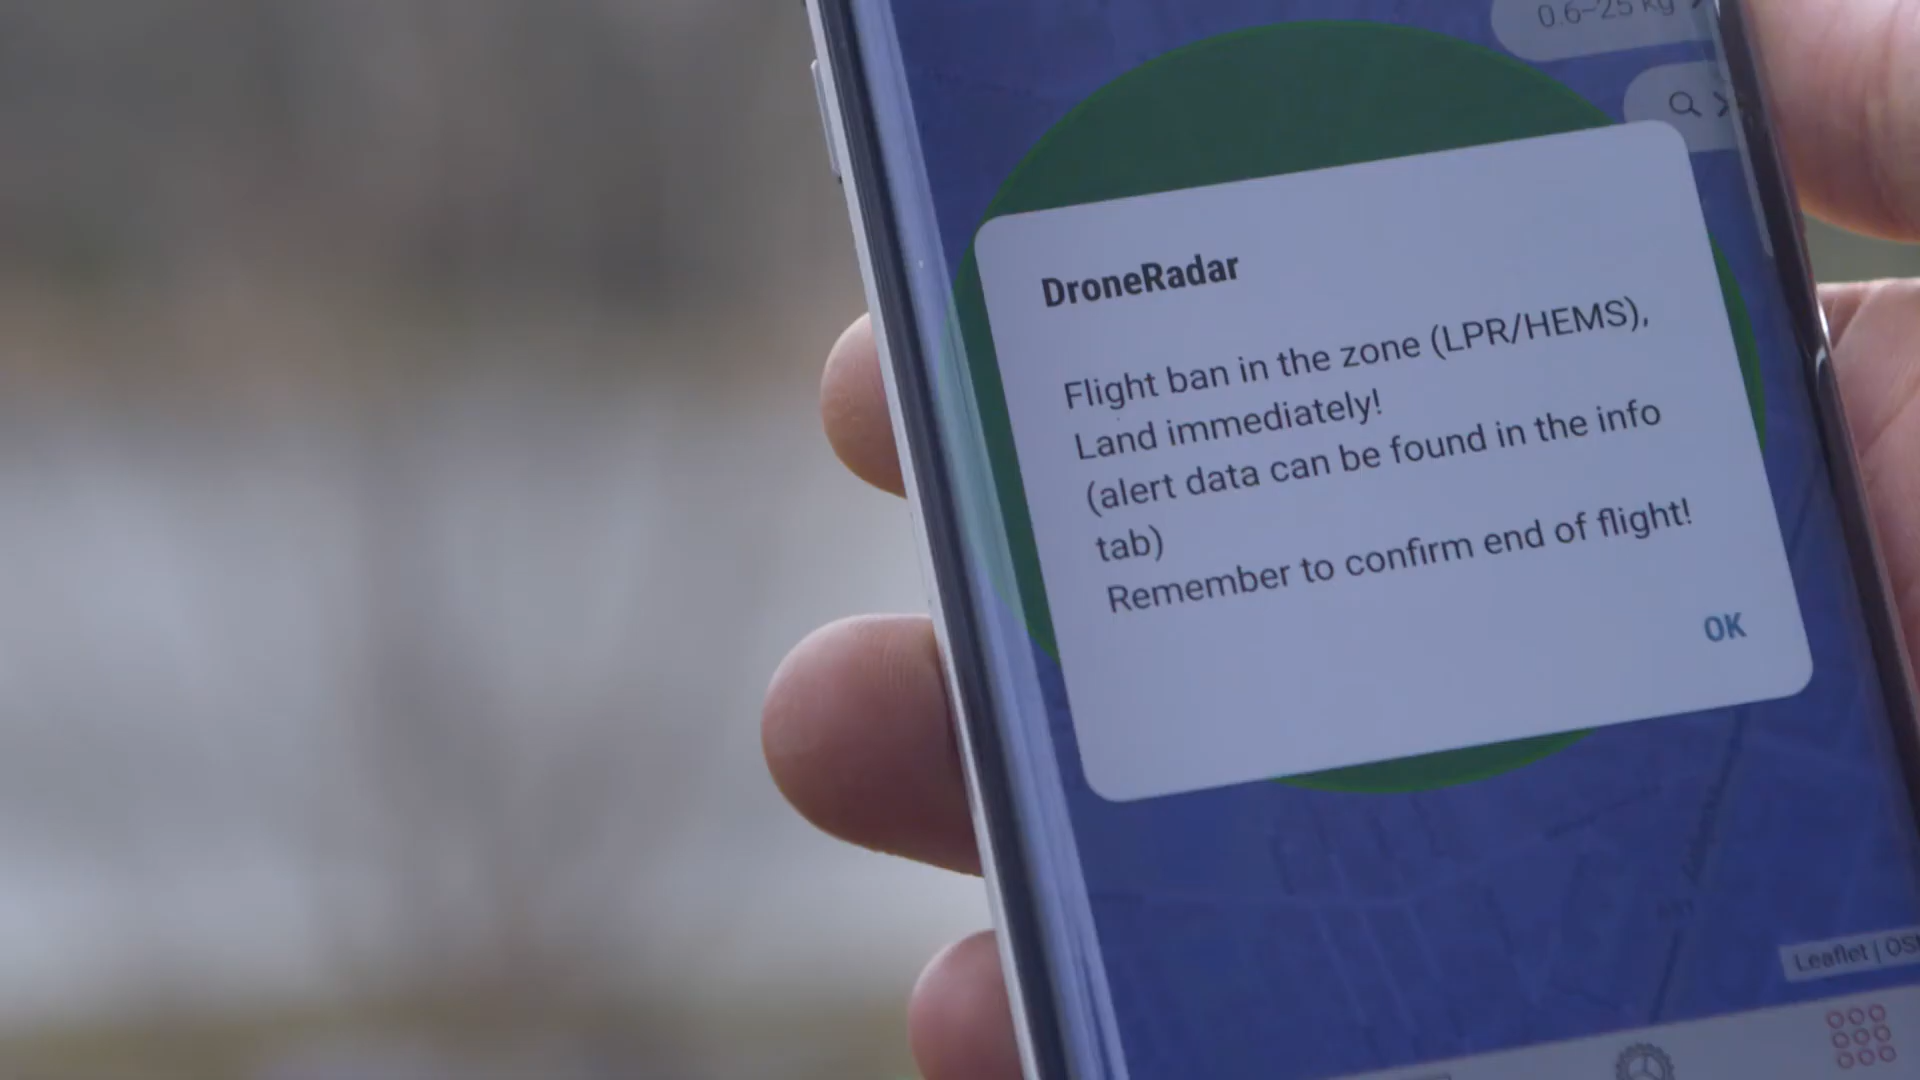 0.6–25 kg
DroneRadar
Flight ban in the zone (LPR/HEMS),
Land immediately!
(alert data can be found in the info
tab)
Remember to confirm end of flight!
OK
Leaflet |